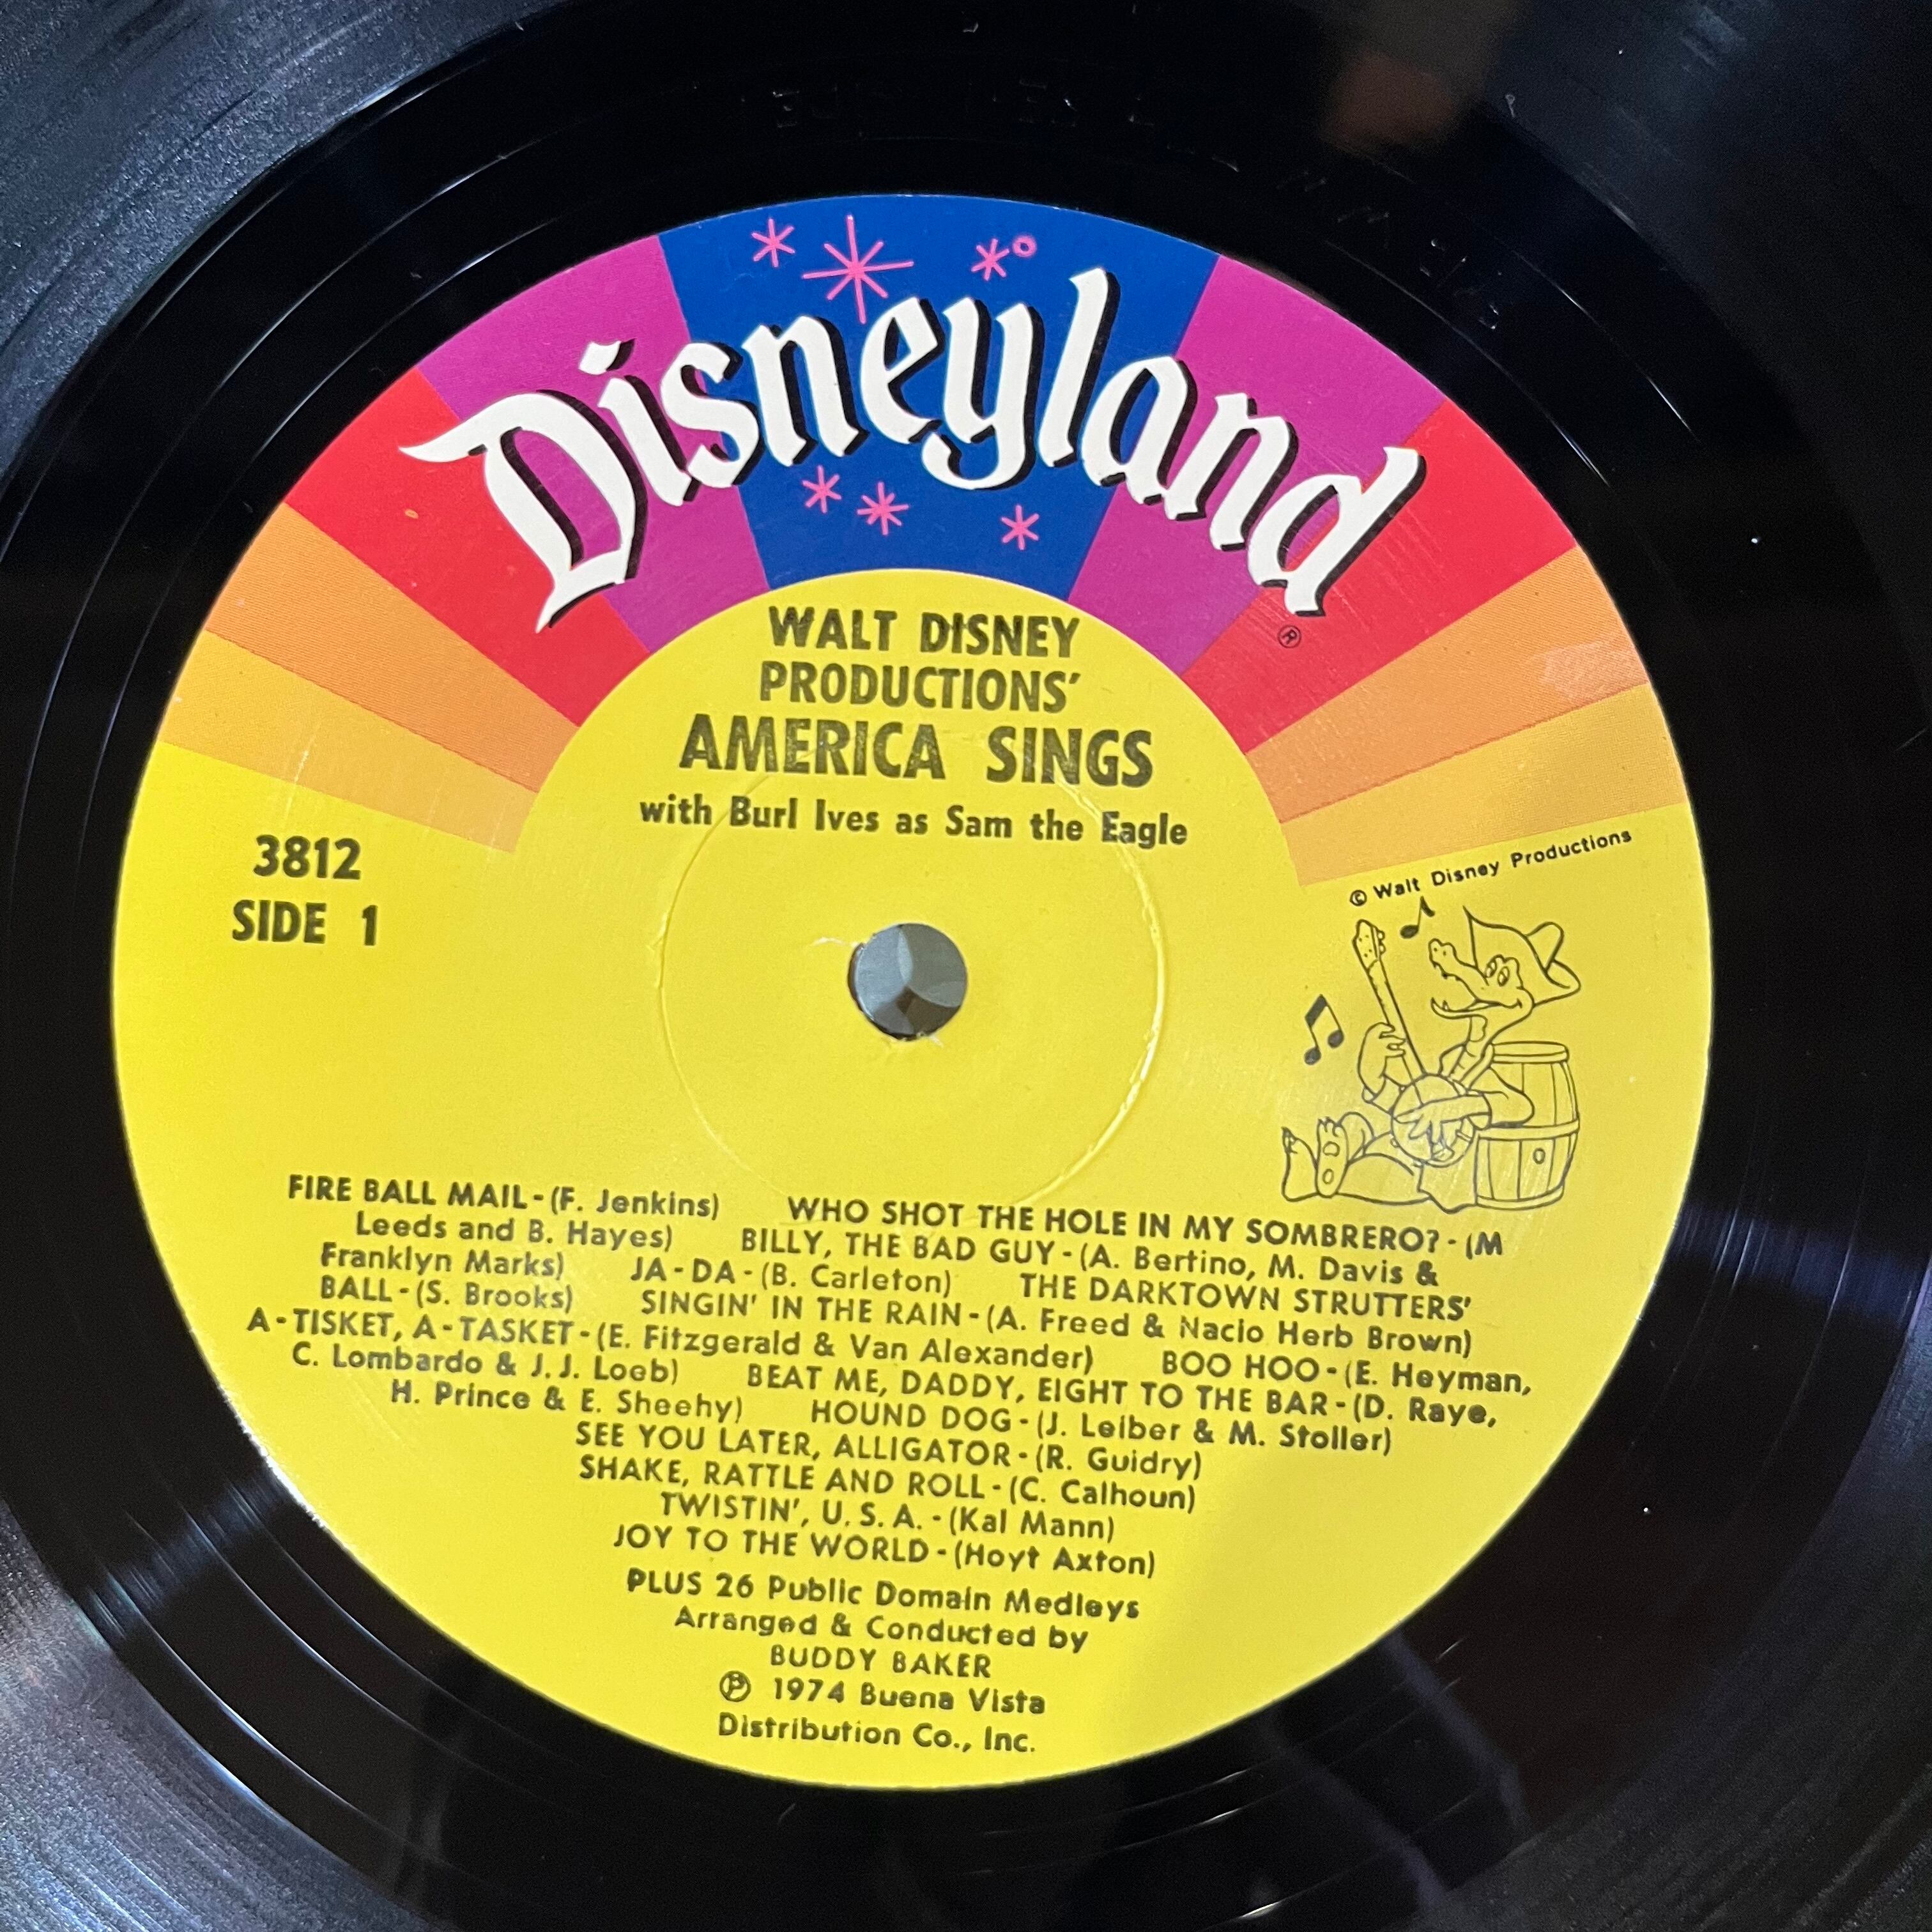 Disneyland
®
WALT DISNEY
PRODUCTIONS'
AMERICA SINGS
with Burl Ives as Sam the Eagle
3812
SIDE 1
© Walt Disney Productions
FIRE BALL MAIL - (F. Jenkins) WHO SHOT THE HOLE IN MY SOMBRERO? - (M
Leeds and B. Hayes) BILLY, THE BAD GUY - (A. Bertino, M. Davis &
Franklyn Marks) JA - DA - (B. Carleton) THE DARKTOWN STRUTTERS'
BALL - (S. Brooks) SINGIN' IN THE RAIN - (A. Freed & Nacio Herb Brown)
A - TISKET, A - TASKET - (E. Fitzgerald & Van Alexander) BOO HOO - (E. Heyman,
C. Lombardo & J.J. Loeb) BEAT ME, DADDY, EIGHT TO THE BAR - (D. Raye,
H. Prince & E. Sheehy) HOUND DOG - (J. Leiber & M. Stoller)
SEE YOU LATER, ALLIGATOR - (R. Guidry)
SHAKE, RATTLE AND ROLL - (C. Calhoun)
TWISTIN', U.S.A. - (Kal Mann)
JOY TO THE WORLD - (Hoyt Axton)
PLUS 26 Public Domain Medleys
Arranged & Conducted by
BUDDY BAKER
℗ 1974 Buena Vista
Distribution Co., Inc.